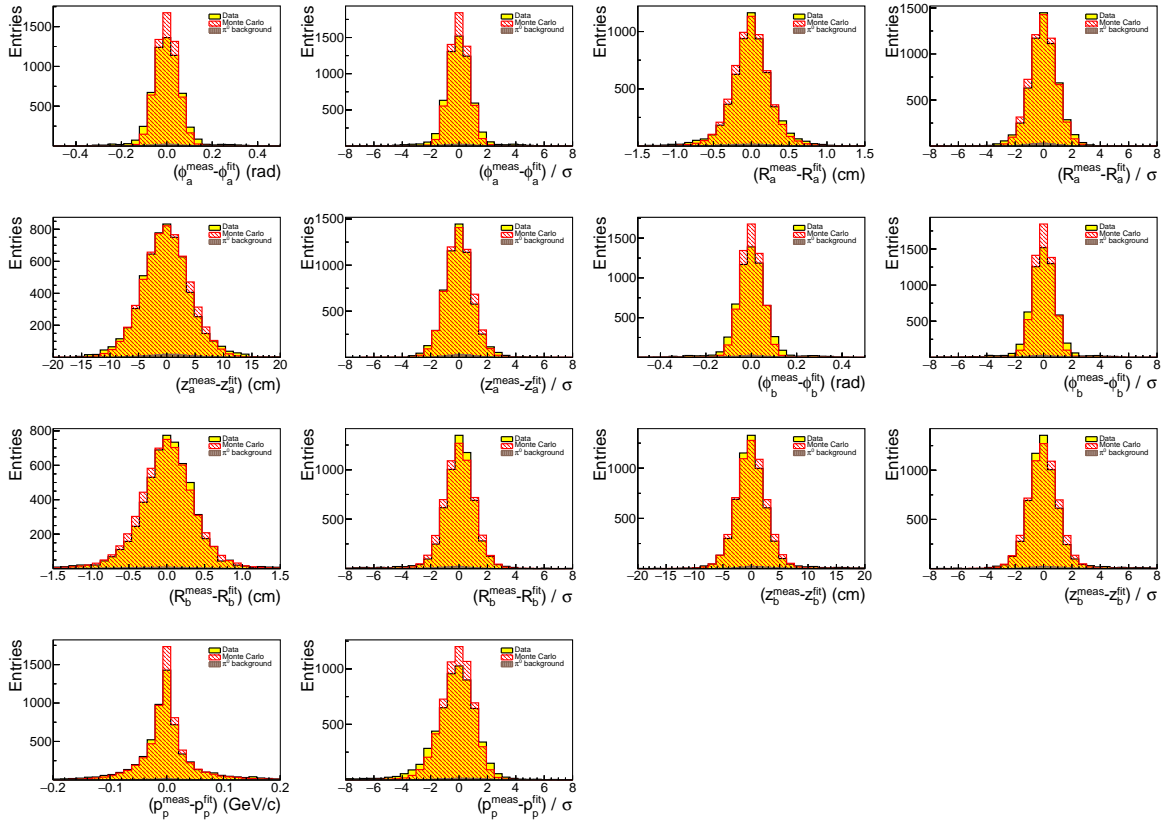 Entries
1500
1000
500
Data
Monte Carlo
π⁰ background
−0.4 −0.2 0.0 0.2 0.4
(ϕ_a^meas-ϕ_a^fit) (rad)
Entries
1500
1000
500
Data
Monte Carlo
π⁰ background
−8 −6 −4 −2 0 2 4 6 8
(ϕ_a^meas-ϕ_a^fit) / σ
Entries
1000
500
Data
Monte Carlo
π⁰ background
−1.5 −1.0 −0.5 0.0 0.5 1.0 1.5
(R_a^meas-R_a^fit) (cm)
Entries
1500
1000
500
Data
Monte Carlo
π⁰ background
−8 −6 −4 −2 0 2 4 6 8
(R_a^meas-R_a^fit) / σ
Entries
800
600
400
200
Data
Monte Carlo
π⁰ background
−20 −15 −10 −5 0 5 10 15 20
(z_a^meas-z_a^fit) (cm)
Entries
1500
1000
500
Data
Monte Carlo
π⁰ background
−8 −6 −4 −2 0 2 4 6 8
(z_a^meas-z_a^fit) / σ
Entries
1500
1000
500
Data
Monte Carlo
π⁰ background
−0.4 −0.2 0.0 0.2 0.4
(ϕ_b^meas-ϕ_b^fit) (rad)
Entries
1500
1000
500
Data
Monte Carlo
π⁰ background
−8 −6 −4 −2 0 2 4 6 8
(ϕ_b^meas-ϕ_b^fit) / σ
Entries
800
600
400
200
Data
Monte Carlo
π⁰ background
−1.5 −1.0 −0.5 0.0 0.5 1.0 1.5
(R_b^meas-R_b^fit) (cm)
Entries
1000
500
Data
Monte Carlo
π⁰ background
−8 −6 −4 −2 0 2 4 6 8
(R_b^meas-R_b^fit) / σ
Entries
1000
500
Data
Monte Carlo
π⁰ background
−20 −15 −10 −5 0 5 10 15 20
(z_b^meas-z_b^fit) (cm)
Entries
1000
500
Data
Monte Carlo
π⁰ background
−8 −6 −4 −2 0 2 4 6 8
(z_b^meas-z_b^fit) / σ
Entries
1500
1000
500
Data
Monte Carlo
π⁰ background
−0.2 −0.1 0.0 0.1 0.2
(p_p^meas-p_p^fit) (GeV/c)
Entries
1000
500
Data
Monte Carlo
π⁰ background
−8 −6 −4 −2 0 2 4 6 8
(p_p^meas-p_p^fit) / σ